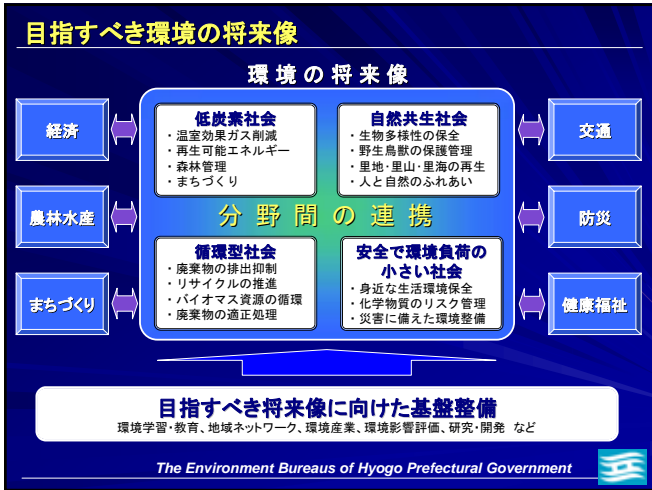 目指すべき環境の将来像
環境の将来像
経済
農林水産
まちづくり
低炭素社会
・温室効果ガス削減
・再生可能エネルギー
・森林管理
・まちづくり
自然共生社会
・生物多様性の保全
・野生鳥獣の保護管理
・里地・里山・里海の再生
・人と自然のふれあい
分野間の連携
循環型社会
・廃棄物の排出抑制
・リサイクルの推進
・バイオマス資源の循環
・廃棄物の適正処理
安全で環境負荷の
小さい社会
・身近な生活環境保全
・化学物質のリスク管理
・災害に備えた環境整備
交通
防災
健康福祉
目指すべき将来像に向けた基盤整備
環境学習・教育、地域ネットワーク、環境産業、環境影響評価、研究・開発 など
The Environment Bureaus of Hyogo Prefectural Government